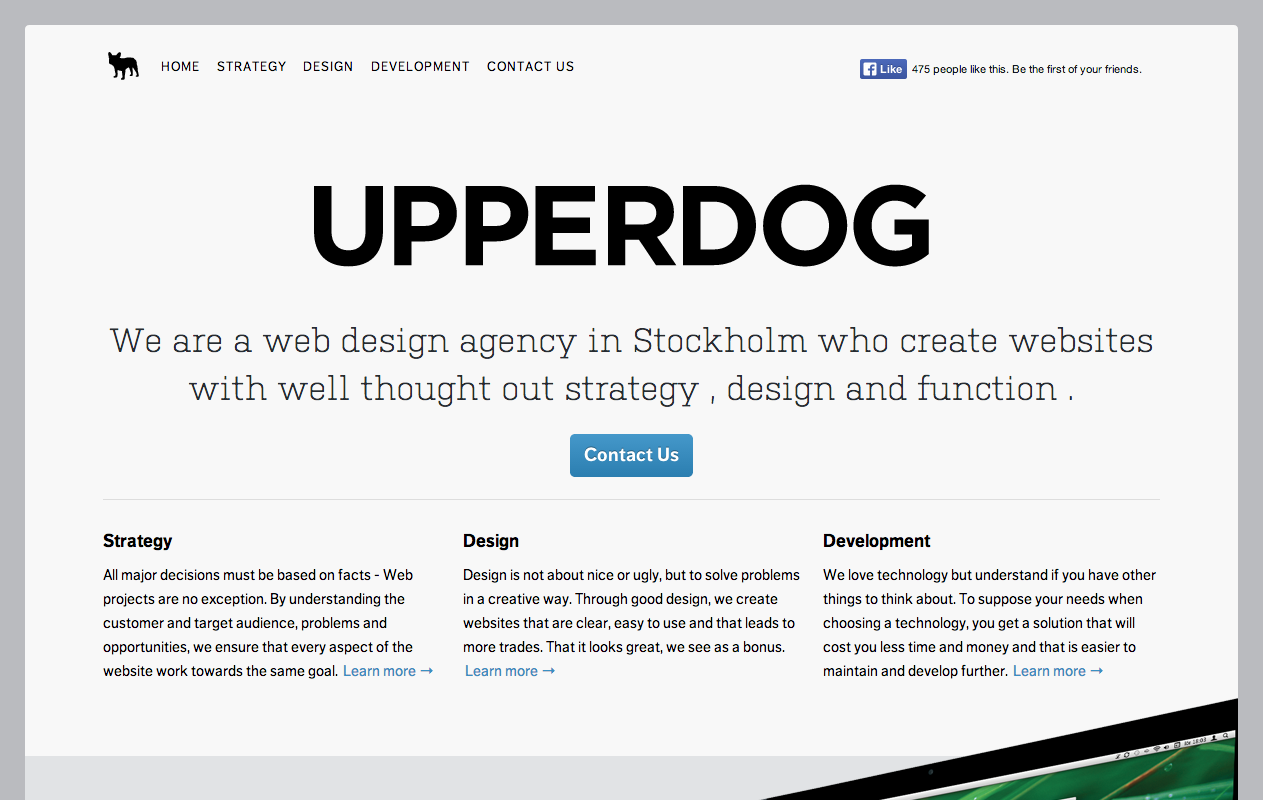 HOME STRATEGY DESIGN DEVELOPMENT CONTACT US
Like 475 people like this. Be the first of your friends.
UPPERDOG
We are a web design agency in Stockholm who create websites
with well thought out strategy , design and function .
Contact Us
Strategy
All major decisions must be based on facts - Web
projects are no exception. By understanding the
customer and target audience, problems and
opportunities, we ensure that every aspect of the
website work towards the same goal. Learn more →
Design
Design is not about nice or ugly, but to solve problems
in a creative way. Through good design, we create
websites that are clear, easy to use and that leads to
more trades. That it looks great, we see as a bonus.
Learn more →
Development
We love technology but understand if you have other
things to think about. To suppose your needs when
choosing a technology, you get a solution that will
cost you less time and money and that is easier to
maintain and develop further. Learn more →